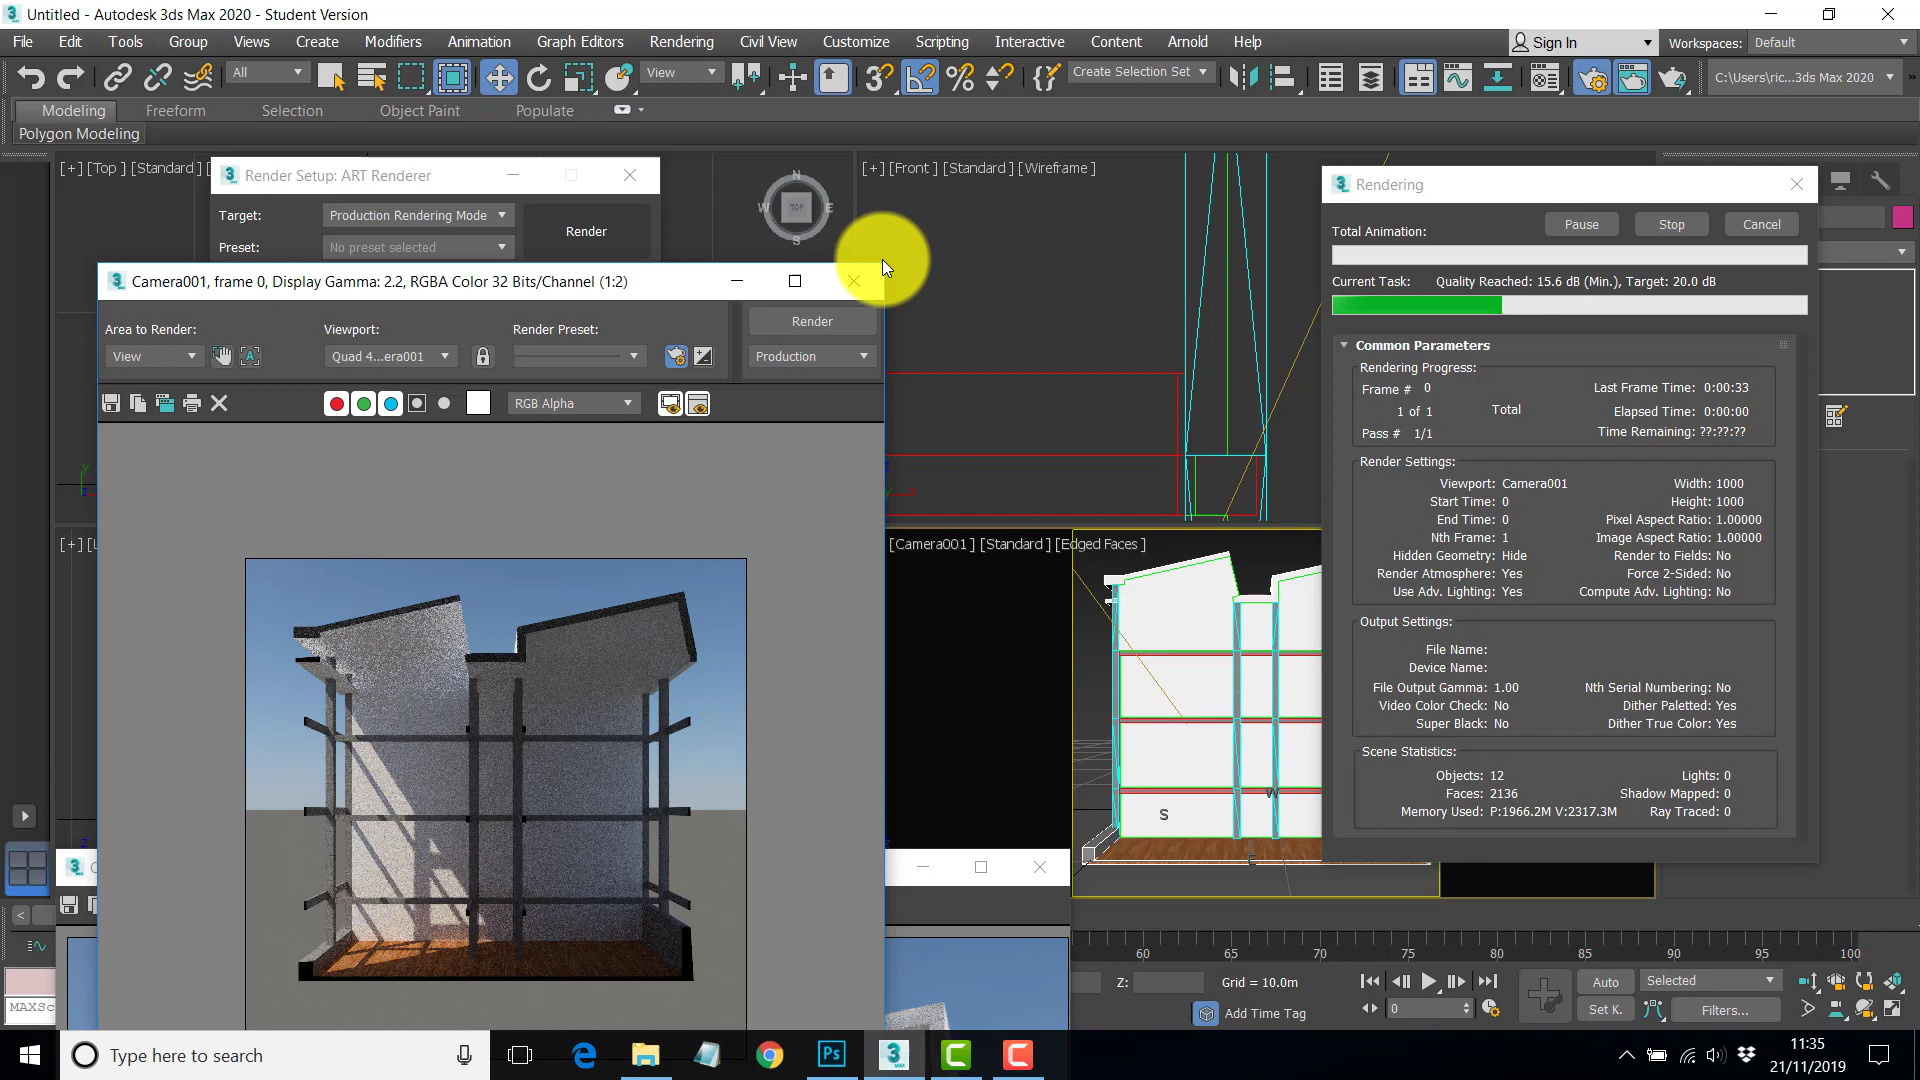 Untitled - Autodesk 3ds Max 2020 - Student Version
File Edit Tools Group Views Create Modifiers Animation Graph Editors Rendering Civil View Customize Scripting Interactive Content Arnold Help
Sign In
Workspaces: Default
All
View
Create Selection Set
C:\Users\ric...3ds Max 2020
Modeling Freeform Selection Object Paint Populate
Polygon Modeling
[+] [Top ] [Standard ]
[+] [Front ] [Standard ] [Wireframe ]
Render Setup: ART Renderer
Target: Production Rendering Mode
Preset: No preset selected
Render
N
W TOP E
S
Camera001, frame 0, Display Gamma: 2.2, RGBA Color 32 Bits/Channel (1:2)
Area to Render:
View
Viewport:
Quad 4...era001
Render Preset:
Render
Production
RGB Alpha
Rendering
Total Animation:
Pause Stop Cancel
Current Task: Quality Reached: 15.6 dB (Min.), Target: 20.0 dB
Common Parameters
Rendering Progress:
Frame # 0
1 of 1
Pass # 1/1
Total
Last Frame Time: 0:00:33
Elapsed Time: 0:00:00
Time Remaining: ??:??:??
Render Settings:
Viewport: Camera001
Start Time: 0
End Time: 0
Nth Frame: 1
Hidden Geometry: Hide
Render Atmosphere: Yes
Use Adv. Lighting: Yes
Width: 1000
Height: 1000
Pixel Aspect Ratio: 1.00000
Image Aspect Ratio: 1.00000
Render to Fields: No
Force 2-Sided: No
Compute Adv. Lighting: No
Output Settings:
File Name:
Device Name:
File Output Gamma: 1.00
Video Color Check: No
Super Black: No
Nth Serial Numbering: No
Dither Paletted: Yes
Dither True Color: Yes
Scene Statistics:
Objects: 12
Faces: 2136
Memory Used: P:1966.2M V:2317.3M
Lights: 0
Shadow Mapped: 0
Ray Traced: 0
[Camera001 ] [Standard ] [Edged Faces ]
S
W
E
60 65 70 75 80 85 90 95 100
Z:
Grid = 10.0m
Add Time Tag
0
Auto
Set K.
Selected
Filters...
MAXSc
Type here to search
11:35
21/11/2019